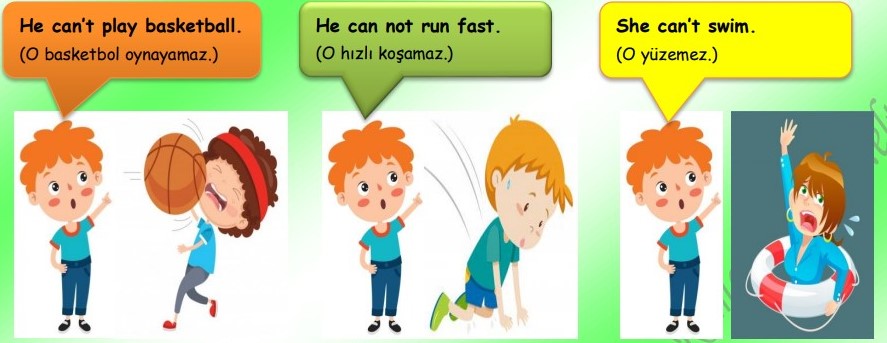 He can't play basketball.
(O basketbol oynayamaz.)
He can not run fast.
(O hızlı koşamaz.)
She can't swim.
(O yüzemez.)